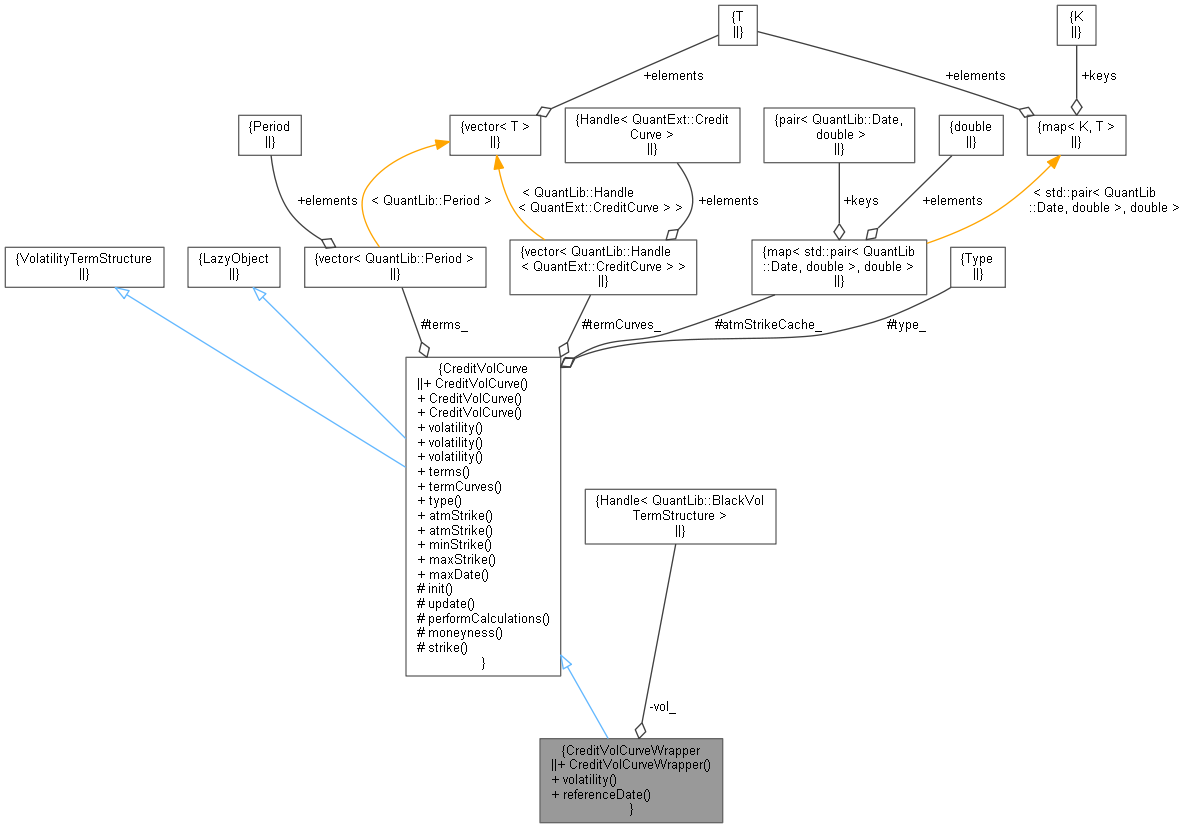 {T
||}
{K
||}
+elements
+elements
+keys
{Period
||}
{vector< T >
||}
{Handle< QuantExt::Credit
Curve >
||}
{pair< QuantLib::Date,
double >
||}
{double
||}
{map< K, T >
||}
+elements
< QuantLib::Period >
< QuantLib::Handle
< QuantExt::CreditCurve > >
+elements
+keys
+elements
< std::pair< QuantLib
::Date, double >, double >
{VolatilityTermStructure
||}
{LazyObject
||}
{vector< QuantLib::Period >
||}
{vector< QuantLib::Handle
< QuantExt::CreditCurve > >
||}
{map< std::pair< QuantLib
::Date, double >, double >
||}
{Type
||}
#terms_
#termCurves_
#atmStrikeCache_
#type_
{CreditVolCurve
||+ CreditVolCurve()
+ CreditVolCurve()
+ CreditVolCurve()
+ volatility()
+ volatility()
+ volatility()
+ terms()
+ termCurves()
+ type()
+ atmStrike()
+ atmStrike()
+ minStrike()
+ maxStrike()
+ maxDate()
# init()
# update()
# performCalculations()
# moneyness()
# strike()
}
{Handle< QuantLib::BlackVol
TermStructure >
||}
-vol_
{CreditVolCurveWrapper
||+ CreditVolCurveWrapper()
+ volatility()
+ referenceDate()
}